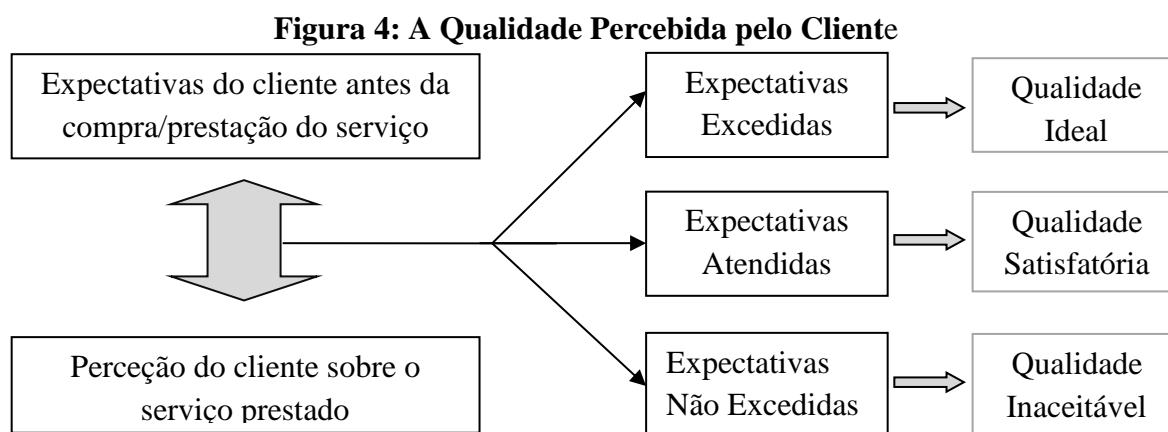 Figura 4: A Qualidade Percebida pelo Cliente
Expectativas do cliente antes da
compra/prestação do serviço
Perceção do cliente sobre o
serviço prestado
Expectativas
Excedidas
Qualidade
Ideal
Expectativas
Atendidas
Qualidade
Satisfatória
Expectativas
Não Excedidas
Qualidade
Inaceitável